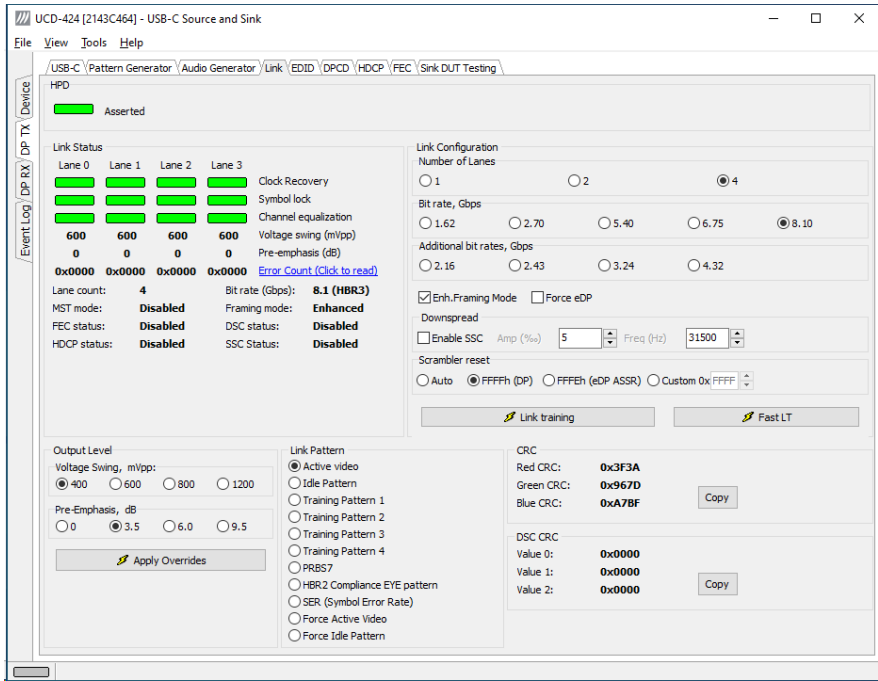 UCD-424 [2143C464] - USB-C Source and Sink
File View Tools Help
USB-C Pattern Generator Audio Generator Link EDID DPCD HDCP FEC Sink DUT Testing
Device
DP TX
DP RX
Event Log
HPD
Asserted
Link Status
Lane 0 Lane 1 Lane 2 Lane 3
Clock Recovery
Symbol lock
Channel equalization
600 600 600 600 Voltage swing (mVpp)
0 0 0 0 Pre-emphasis (dB)
0x0000 0x0000 0x0000 0x0000 Error Count (Click to read)
Lane count: 4 Bit rate (Gbps): 8.1 (HBR3)
MST mode: Disabled Framing mode: Enhanced
FEC status: Disabled DSC status: Disabled
HDCP status: Disabled SSC Status: Disabled
Link Configuration
Number of Lanes
1 2 4
Bit rate, Gbps
1.62 2.70 5.40 6.75 8.10
Additional bit rates, Gbps
2.16 2.43 3.24 4.32
Enh.Framing Mode Force eDP
Downspread
Enable SSC Amp (‰) 5 Freq (Hz) 31500
Scrambler reset
Auto FFFFh (DP) FFFEh (eDP ASSR) Custom 0x FFFF
Link training Fast LT
Output Level
Voltage Swing, mVpp:
400 600 800 1200
Pre-Emphasis, dB
0 3.5 6.0 9.5
Apply Overrides
Link Pattern
Active video
Idle Pattern
Training Pattern 1
Training Pattern 2
Training Pattern 3
Training Pattern 4
PRBS7
HBR2 Compliance EYE pattern
SER (Symbol Error Rate)
Force Active Video
Force Idle Pattern
CRC
Red CRC: 0x3F3A
Green CRC: 0x967D
Blue CRC: 0xA7BF
Copy
DSC CRC
Value 0: 0x0000
Value 1: 0x0000
Value 2: 0x0000
Copy